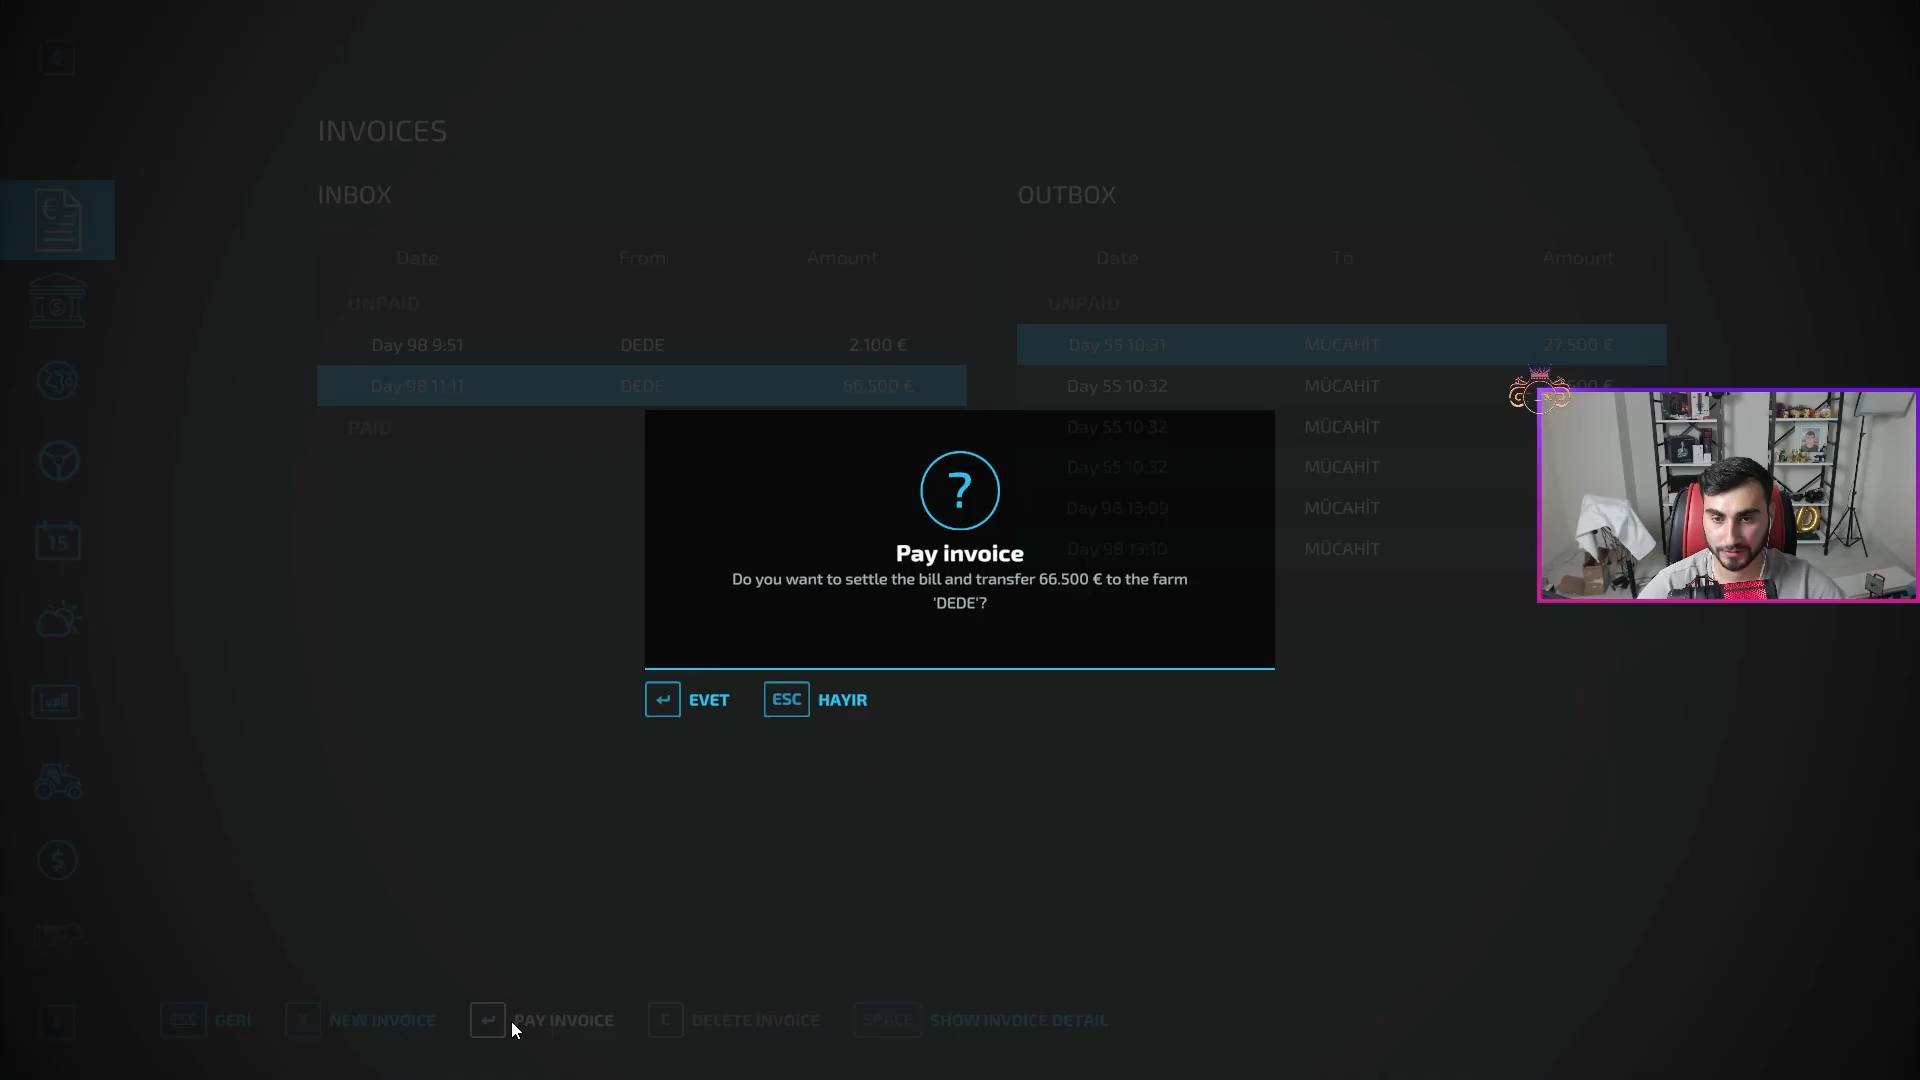 INVOICES
INBOX
OUTBOX
Date From Amount
Date To Amount
UNPAID
UNPAID
Day 98 9:51 DEDE 2.100 €
Day 55 10:31 MÜCAHİT 27.500 €
Day 98 11:11 DEDE 66.500 €
Day 55 10:32 MÜCAHİT
PAID
Day 55 10:32 MÜCAHİT
Day 55 10:32 MÜCAHİT
Day 98 13:09 MÜCAHİT
Day 98 13:10 MÜCAHİT
?
Pay invoice
Do you want to settle the bill and transfer 66.500 € to the farm
'DEDE'?
EVET
ESC HAYIR
15
ESC GERİ
X NEW INVOICE
PAY INVOICE
C DELETE INVOICE
SPACE SHOW INVOICE DETAIL